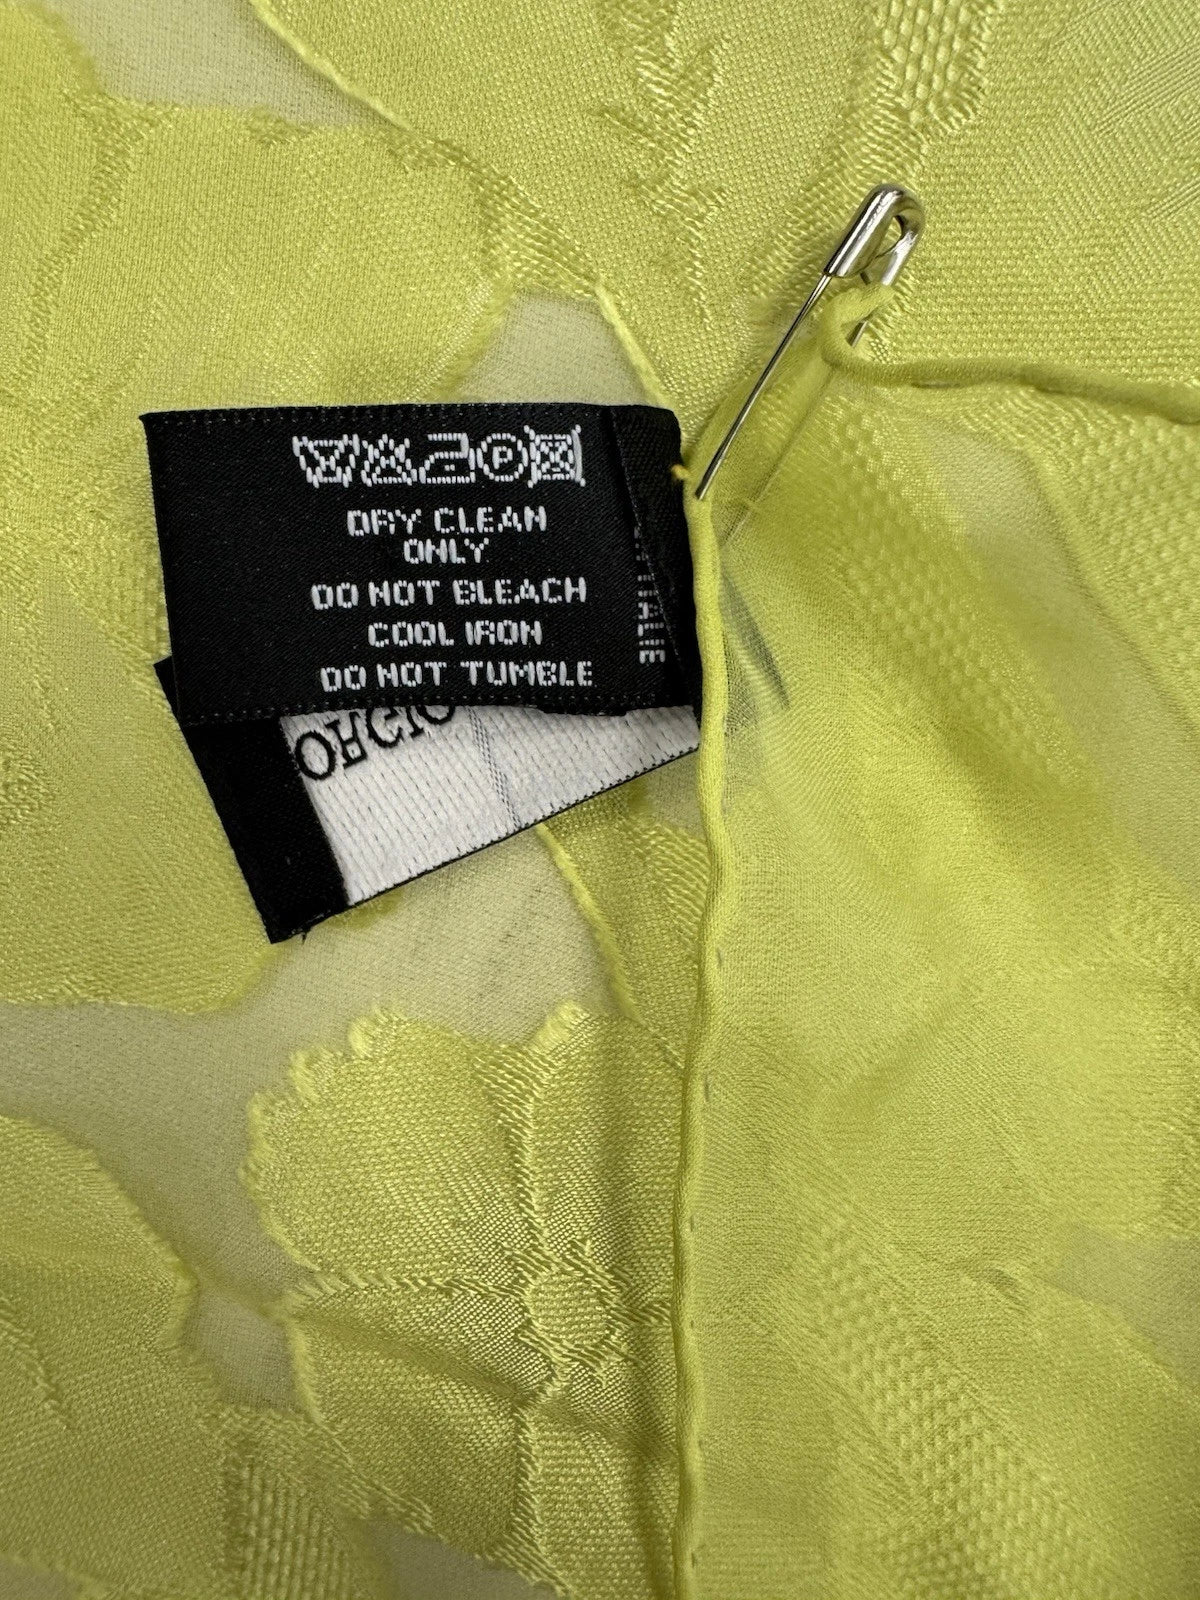 P
DRY CLEAN
ONLY
DO NOT BLEACH
COOL IRON
DO NOT TUMBLE